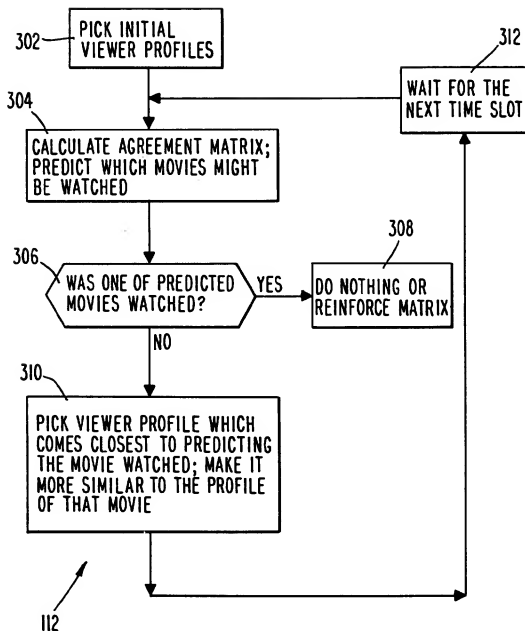 302
PICK INITIAL
VIEWER PROFILES
312
WAIT FOR THE
NEXT TIME SLOT
304
CALCULATE AGREEMENT MATRIX;
PREDICT WHICH MOVIES MIGHT
BE WATCHED
306
WAS ONE OF PREDICTED
MOVIES WATCHED?
YES
308
DO NOTHING OR
REINFORCE MATRIX
NO
310
PICK VIEWER PROFILE WHICH
COMES CLOSEST TO PREDICTING
THE MOVIE WATCHED; MAKE IT
MORE SIMILAR TO THE PROFILE
OF THAT MOVIE
112